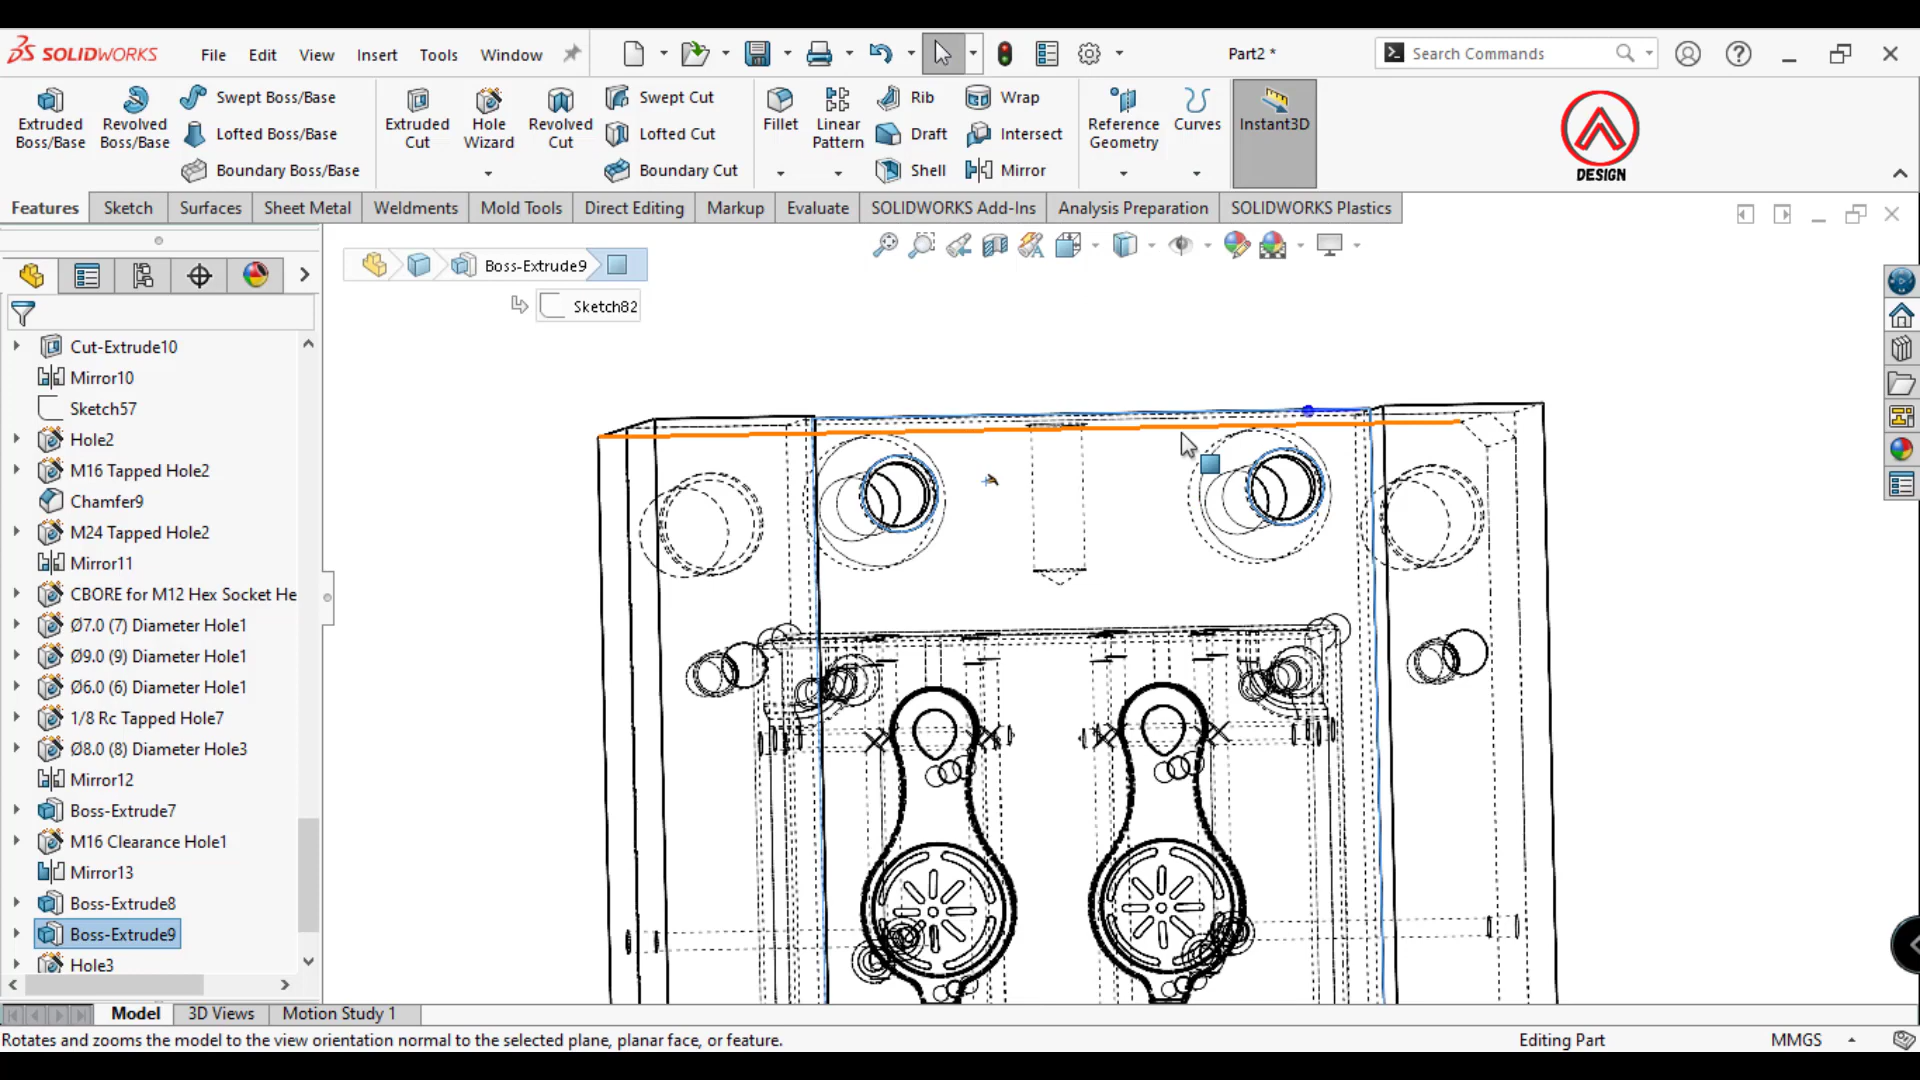 SOLIDWORKS File Edit View Insert Tools Window Part2 * Search Commands
Extruded Boss/Base
Revolved Boss/Base
Swept Boss/Base
Lofted Boss/Base
Boundary Boss/Base
Extruded Cut
Hole Wizard
Revolved Cut
Swept Cut
Lofted Cut
Boundary Cut
Fillet
Linear Pattern
Rib
Draft
Shell
Wrap
Intersect
Mirror
Reference Geometry
Curves
Instant3D
DESIGN
Features Sketch Surfaces Sheet Metal Weldments Mold Tools Direct Editing Markup Evaluate SOLIDWORKS Add-Ins Analysis Preparation SOLIDWORKS Plastics
Boss-Extrude9
Sketch82
Cut-Extrude10
Mirror10
Sketch57
Hole2
M16 Tapped Hole2
Chamfer9
M24 Tapped Hole2
Mirror11
CBORE for M12 Hex Socket He
Ø7.0 (7) Diameter Hole1
Ø9.0 (9) Diameter Hole1
Ø6.0 (6) Diameter Hole1
1/8 Rc Tapped Hole7
Ø8.0 (8) Diameter Hole3
Mirror12
Boss-Extrude7
M16 Clearance Hole1
Mirror13
Boss-Extrude8
Boss-Extrude9
Hole3
Model 3D Views Motion Study 1
Rotates and zooms the model to the view orientation normal to the selected plane, planar face, or feature. Editing Part MMGS